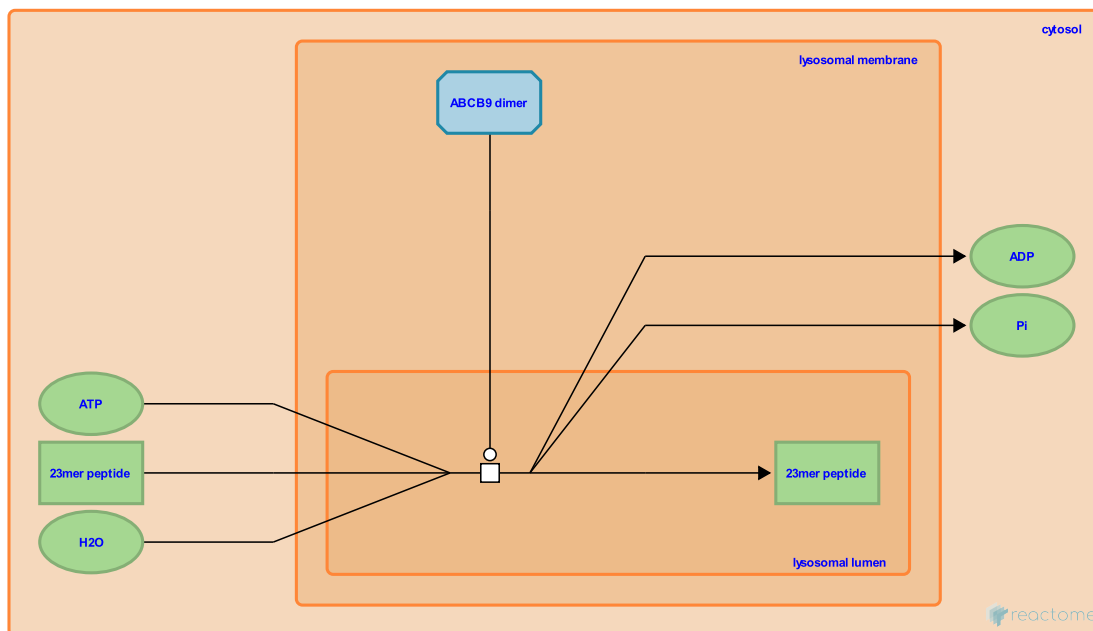 cytosol
lysosomal membrane
ABCB9 dimer
ADP
Pi
ATP
23mer peptide
23mer peptide
H2O
lysosomal lumen
reactome